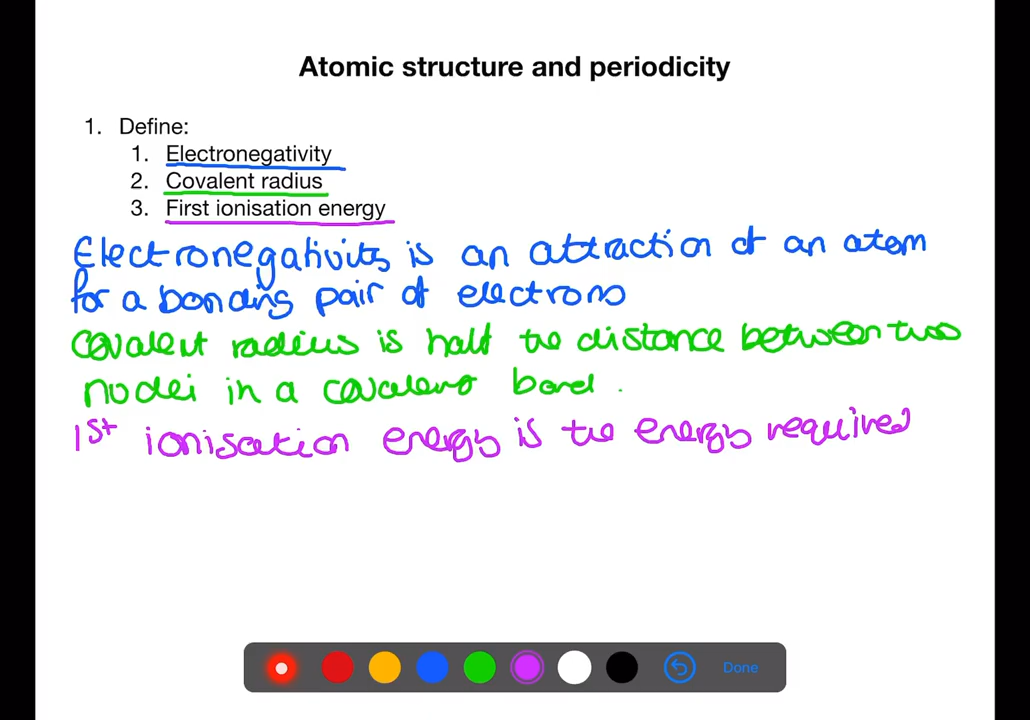 Atomic structure and periodicity
1. Define:
1. Electronegativity
2. Covalent radius
3. First ionisation energy
Electronegativity is an attraction of an atom
for a bonding pair of electrons
Covalent radius is half the distance between two
nuclei in a covalent bond.
1st ionisation energy is the energy required
Done